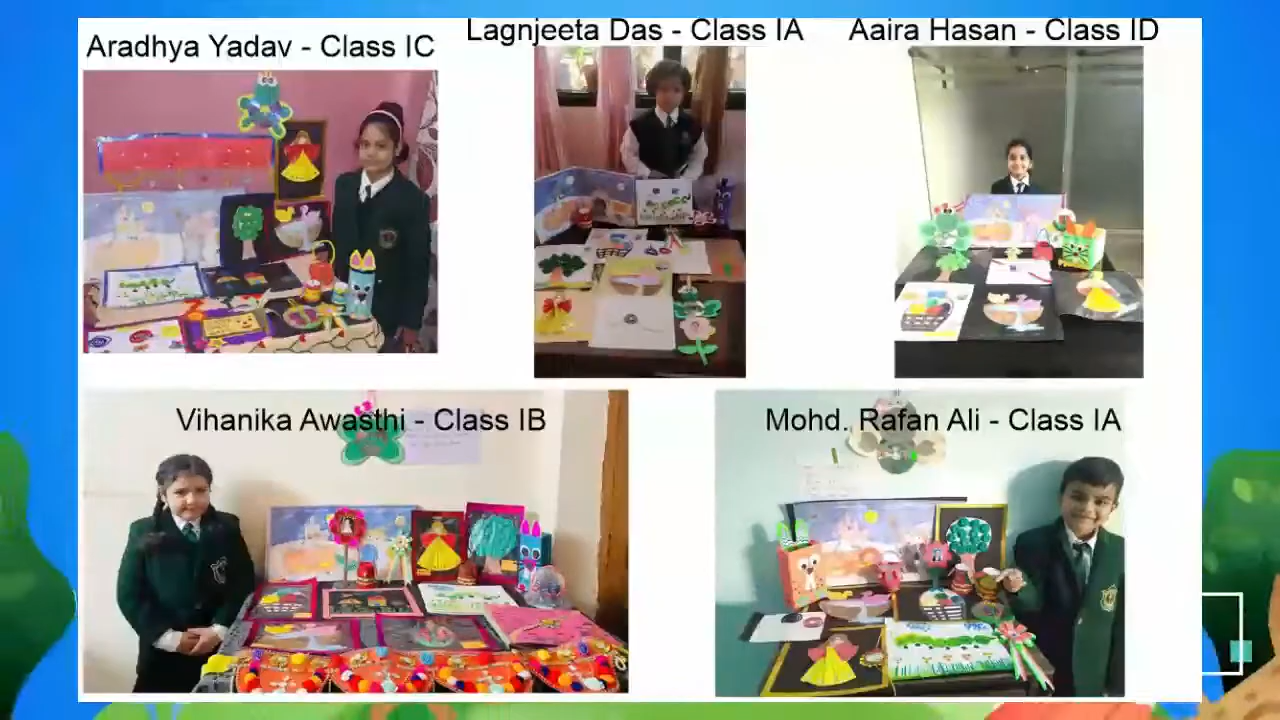 Aradhya Yadav - Class IC
Lagnjeeta Das - Class IA
Aaira Hasan - Class ID
Vihanika Awasthi - Class IB
Mohd. Rafan Ali - Class IA